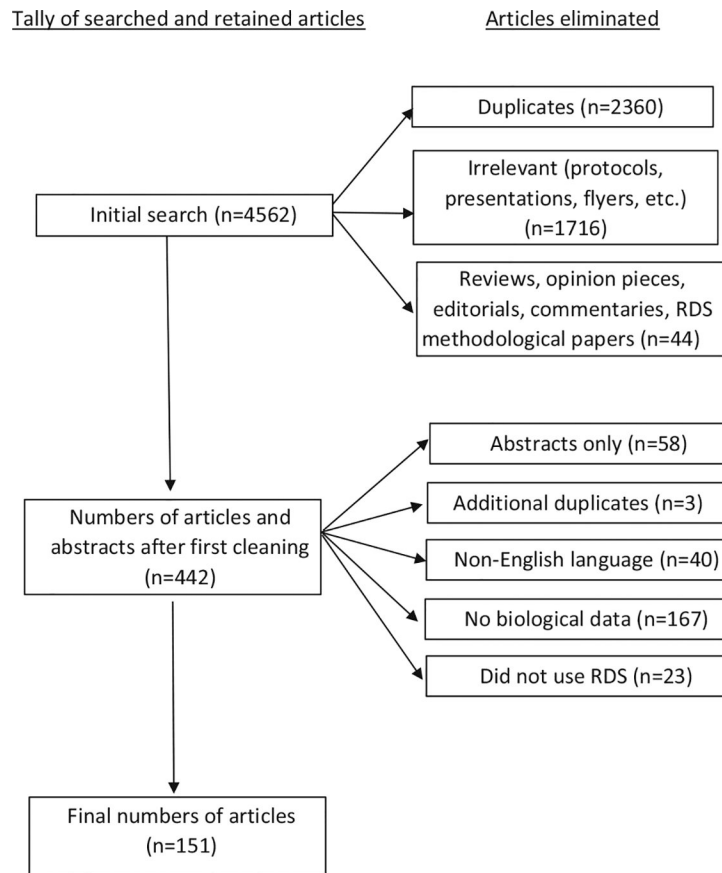 Tally of searched and retained articles
Articles eliminated
Duplicates (n=2360)
Irrelevant (protocols,
presentations, flyers, etc.)
(n=1716)
Initial search (n=4562)
Reviews, opinion pieces,
editorials, commentaries, RDS
methodological papers (n=44)
Abstracts only (n=58)
Additional duplicates (n=3)
Numbers of articles and
abstracts after first cleaning
(n=442)
Non-English language (n=40)
No biological data (n=167)
Did not use RDS (n=23)
Final numbers of articles
(n=151)